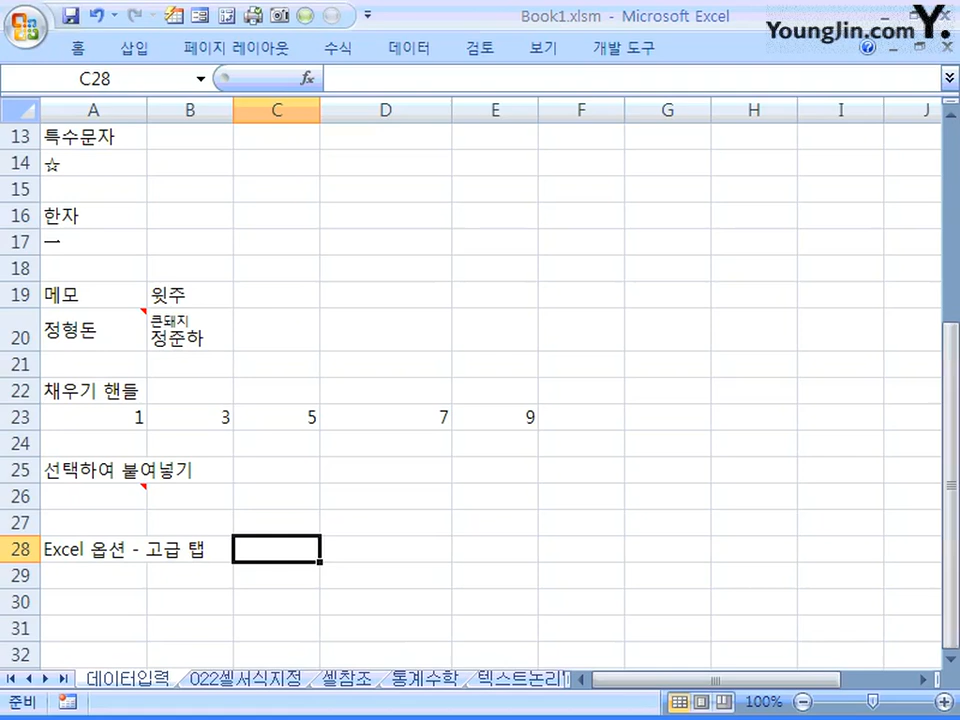 Book1.xlsm - Microsoft Excel
YoungJin.com Y.
홈 삽입 페이지 레이아웃 수식 데이터 검토 보기 개발 도구
C28 fx
A B C D E F G H I J
13 특수문자
14 ☆
15
16 한자
17 一
18
19 메모 윗주
큰돼지
20 정형돈 정준하
21
22 채우기 핸들
23 1 3 5 7 9
24
25 선택하여 붙여넣기
26
27
28 Excel 옵션 - 고급 탭
29
30
31
32
데이터입력 022셀서식지정 셀참조 통계수학 텍스트논리
준비 100%